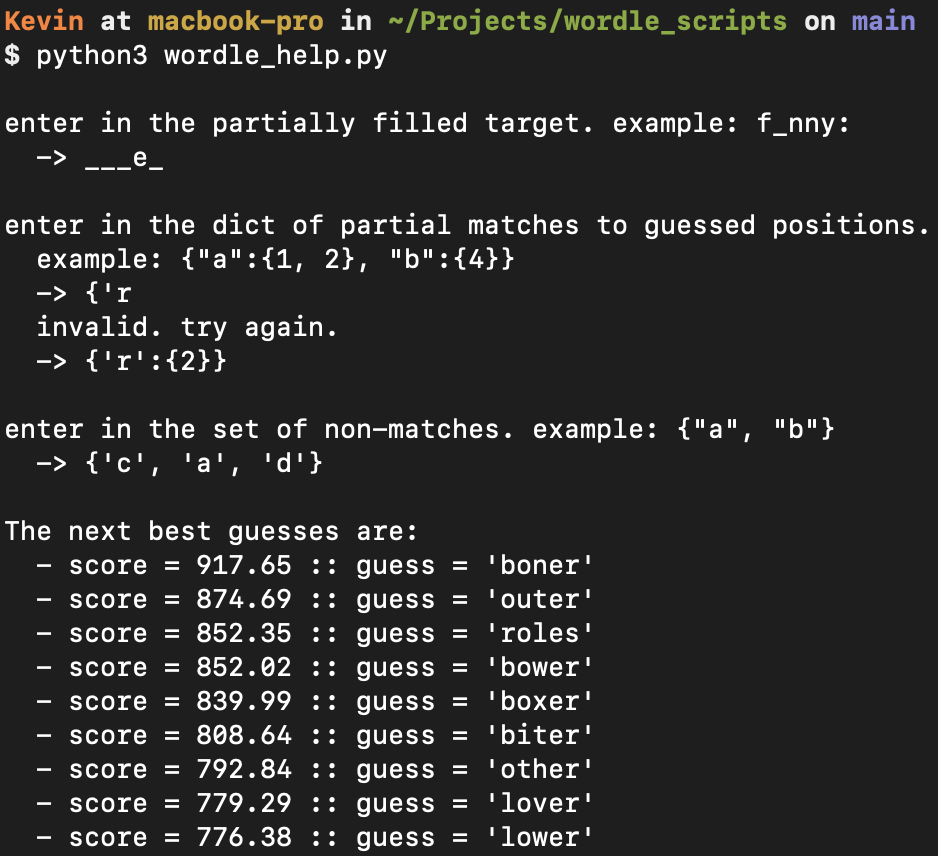 Kevin at macbook-pro in ~/Projects/wordle_scripts on main
$ python3 wordle_help.py
enter in the partially filled target. example: f_nny:
-> ___e_
enter in the dict of partial matches to guessed positions.
example: {"a":{1, 2}, "b":{4}}
-> {'r
invalid. try again.
-> {'r':{2}}
enter in the set of non-matches. example: {"a", "b"}
-> {'c', 'a', 'd'}
The next best guesses are:
- score = 917.65 :: guess = 'boner'
- score = 874.69 :: guess = 'outer'
- score = 852.35 :: guess = 'roles'
- score = 852.02 :: guess = 'bower'
- score = 839.99 :: guess = 'boxer'
- score = 808.64 :: guess = 'biter'
- score = 792.84 :: guess = 'other'
- score = 779.29 :: guess = 'lover'
- score = 776.38 :: guess = 'lower'